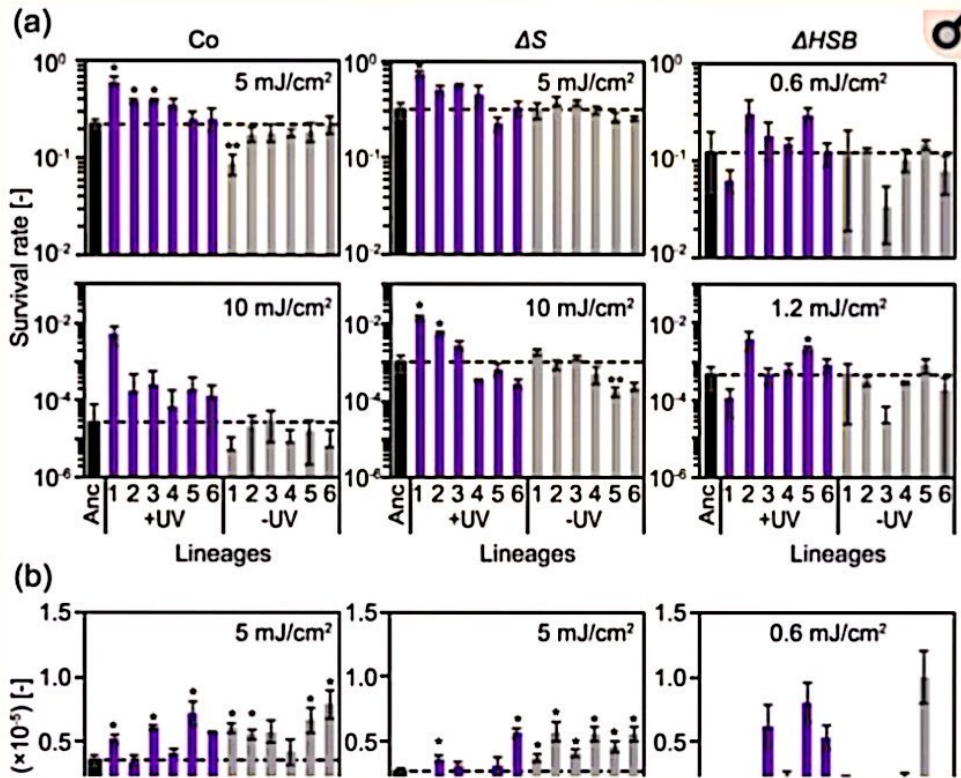 (a)
Co ΔS ΔHSB
10⁰ 5 mJ/cm² 10⁰ 5 mJ/cm² 10⁰ 0.6 mJ/cm²
* * * ** *
10⁻¹ 10⁻¹ 10⁻¹
10⁻² 10⁻² 10⁻²
Survival rate [-]
10 mJ/cm² 10 mJ/cm² 1.2 mJ/cm²
10⁻² 10⁻² 10⁻²
* * ** *
10⁻⁴ 10⁻⁴ 10⁻⁴
10⁻⁶ 10⁻⁶ 10⁻⁶
Anc 1 2 3 4 5 6 1 2 3 4 5 6 Anc 1 2 3 4 5 6 1 2 3 4 5 6 Anc 1 2 3 4 5 6 1 2 3 4 5 6
+UV -UV +UV -UV +UV -UV
Lineages Lineages Lineages
(b)
1.5 5 mJ/cm² 1.5 5 mJ/cm² 1.5 0.6 mJ/cm²
1.0 1.0 1.0
* * * * * * * * * * * * * *
0.5 0.5 0.5
(×10⁻⁵) [-]